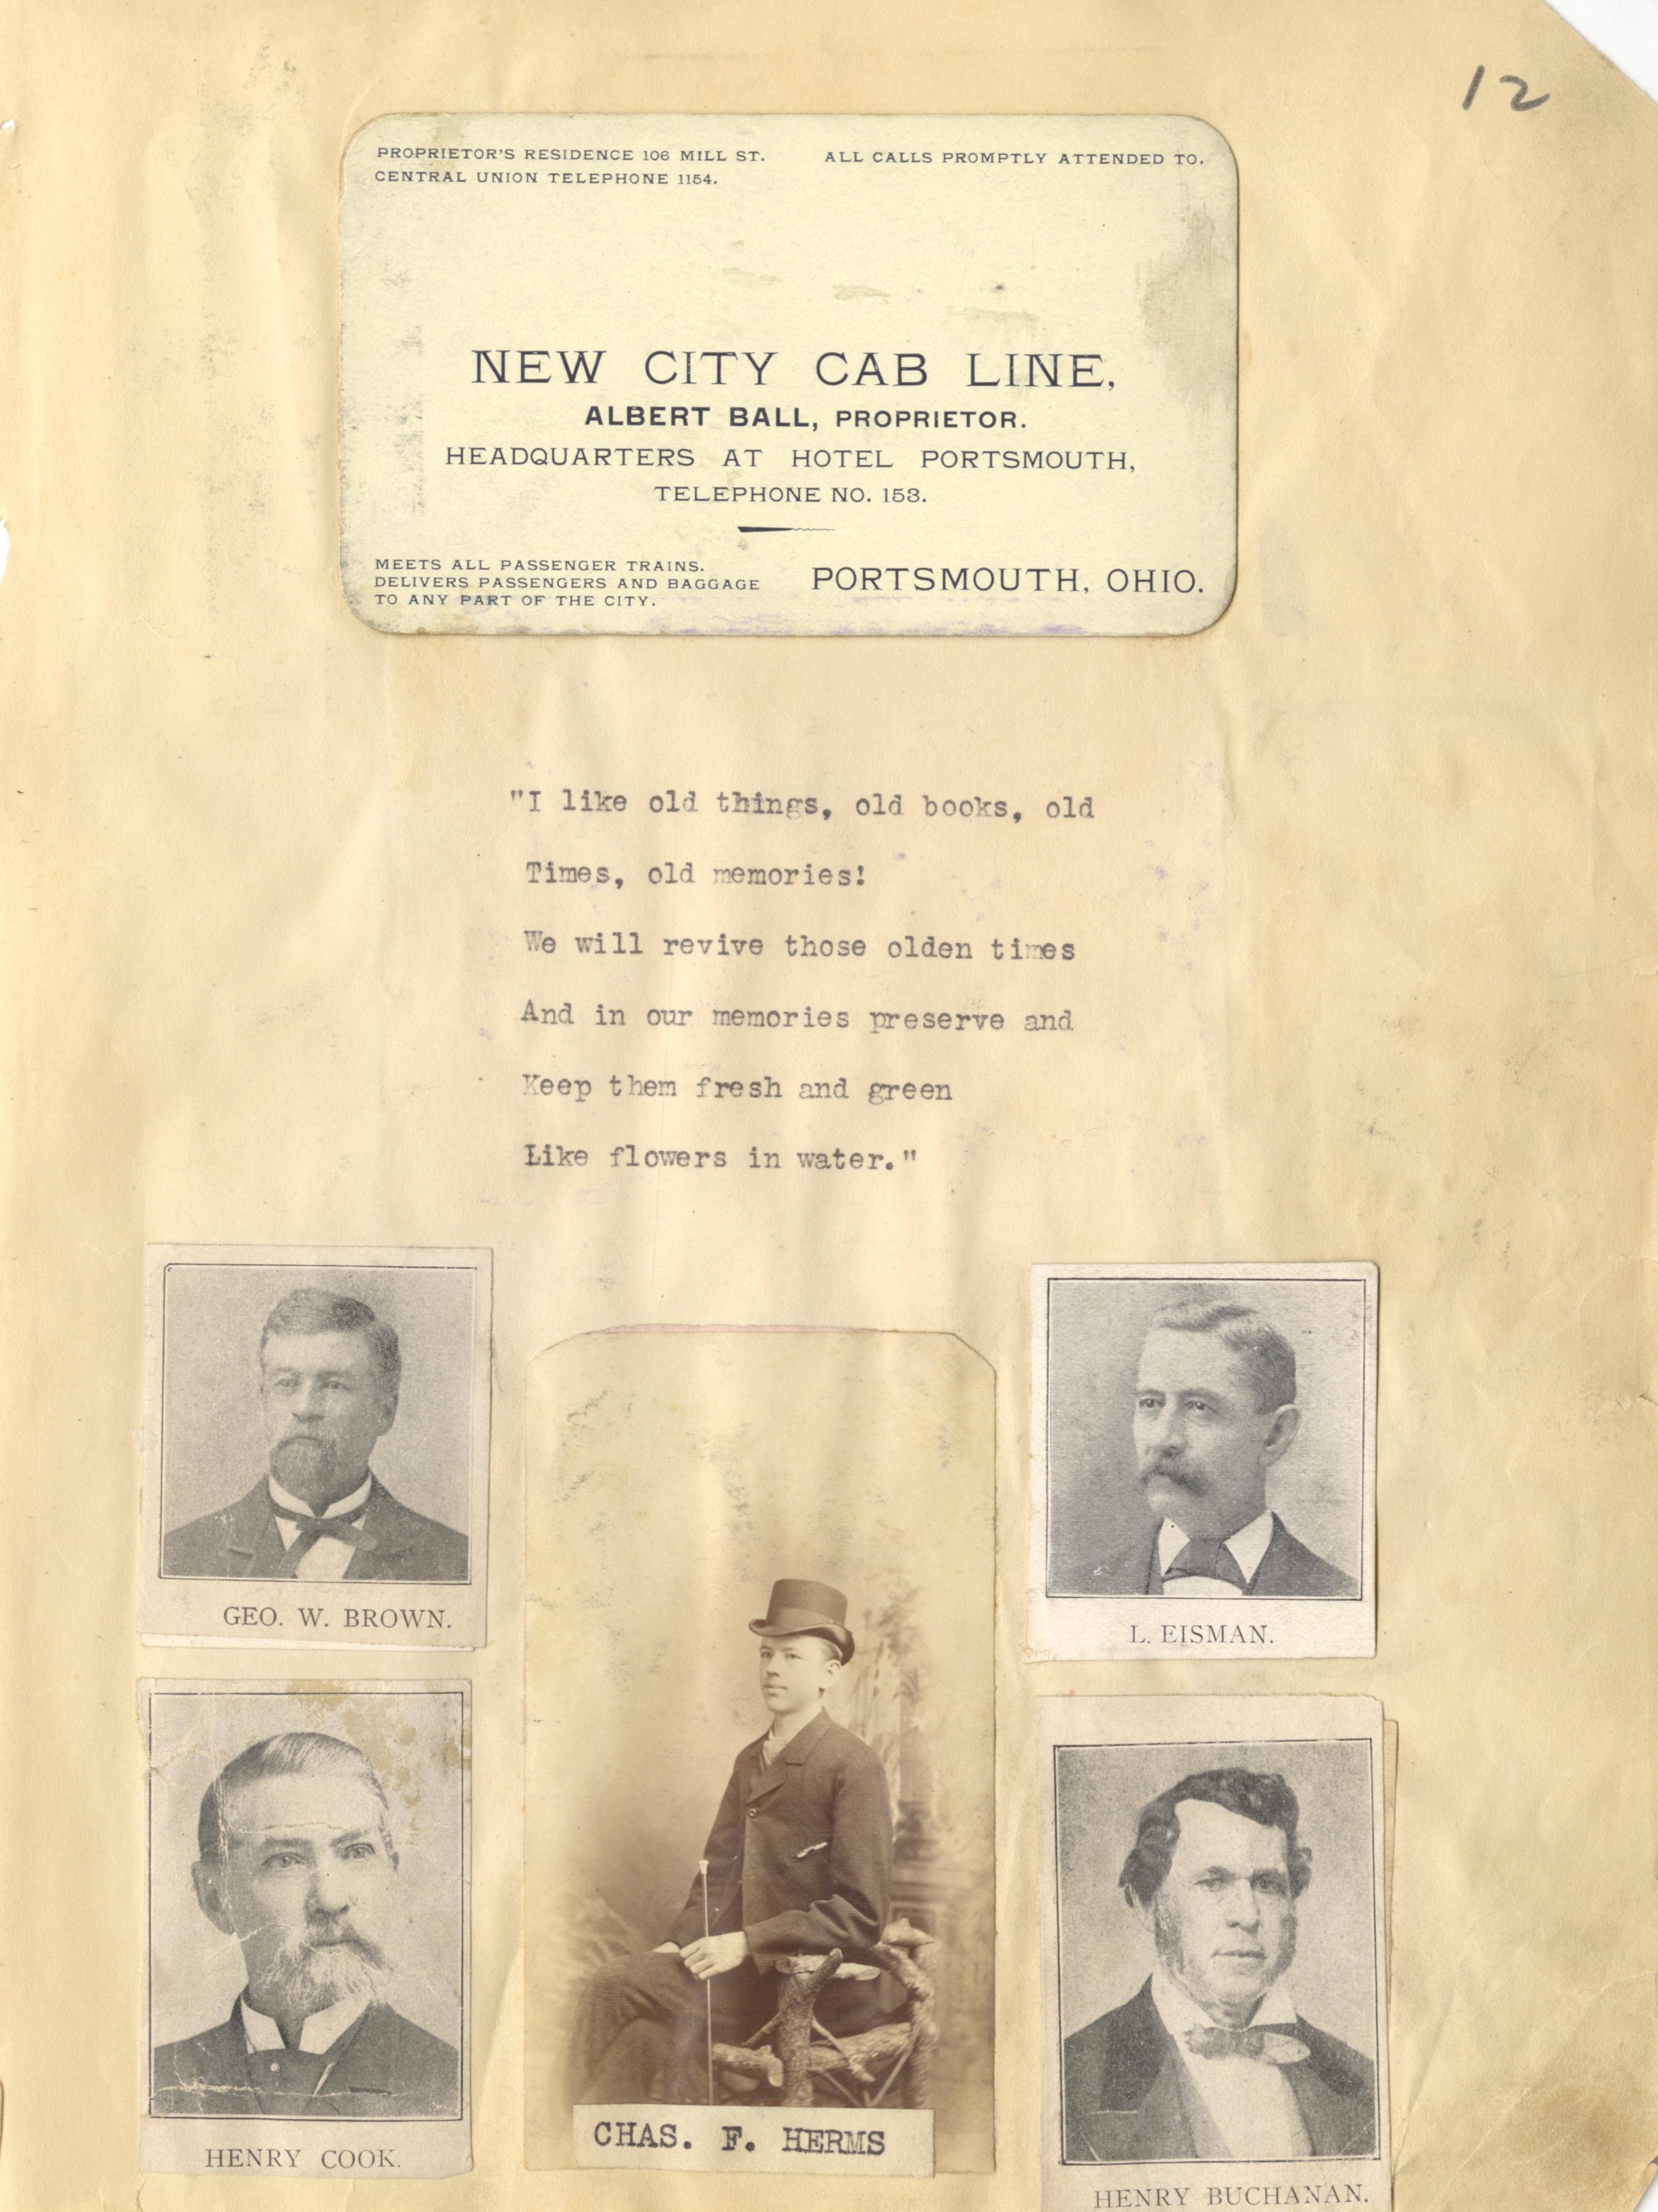 12
PROPRIETOR'S RESIDENCE 106 MILL ST.
CENTRAL UNION TELEPHONE 1154.
ALL CALLS PROMPTLY ATTENDED TO.
NEW CITY CAB LINE,
ALBERT BALL, PROPRIETOR.
HEADQUARTERS AT HOTEL PORTSMOUTH,
TELEPHONE NO. 153.
MEETS ALL PASSENGER TRAINS.
DELIVERS PASSENGERS AND BAGGAGE
TO ANY PART OF THE CITY.
PORTSMOUTH, OHIO.
"I like old things, old books, old
Times, old memories!
We will revive those olden times
And in our memories preserve and
Keep them fresh and green
Like flowers in water."
GEO. W. BROWN.
L. EISMAN.
HENRY COOK.
CHAS. F. HERMS
HENRY BUCHANAN.